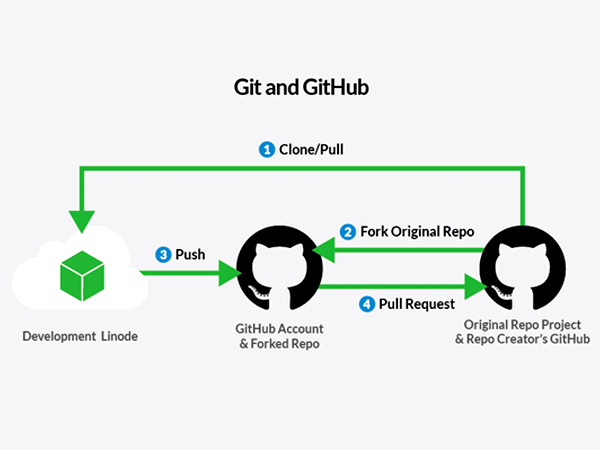 Git and GitHub
1 Clone/Pull
2 Fork Original Repo
3 Push
4 Pull Request
Development Linode
GitHub Account
& Forked Repo
Original Repo Project
& Repo Creator's GitHub